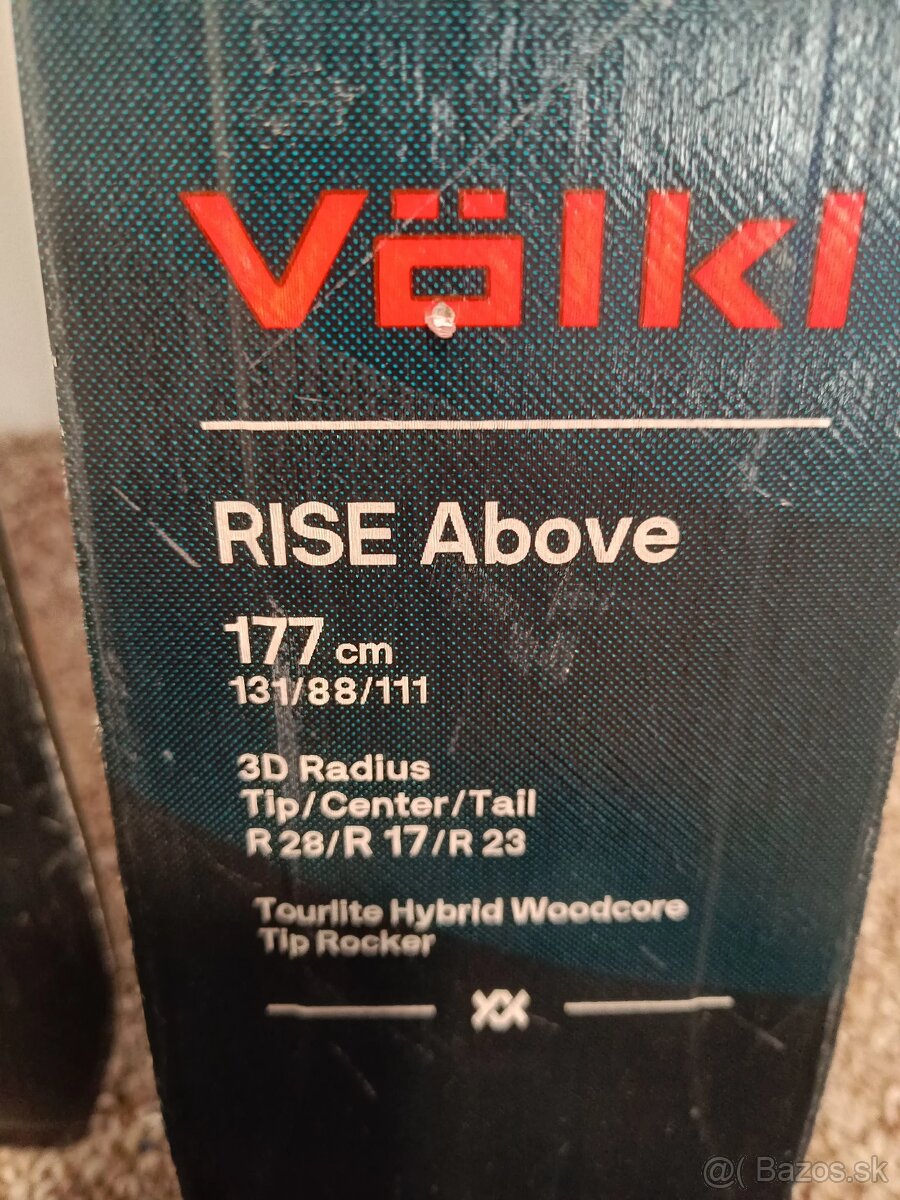 Völkl
RISE Above
177 cm
131/88/111
3D Radius
Tip/Center/Tail
R 28/R 17/R 23
Tourlite Hybrid Woodcore
Tip Rocker
@( Bazos.sk